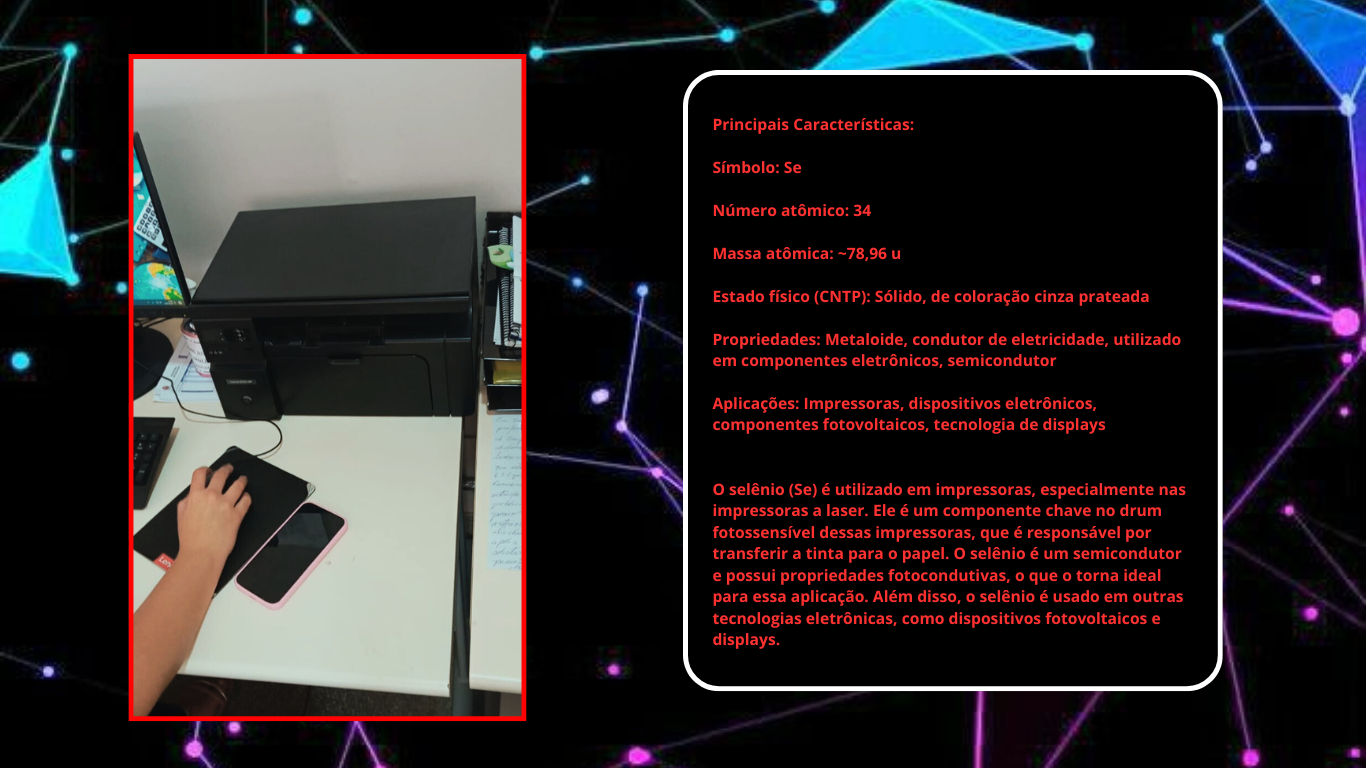 Principais Características:
Símbolo: Se
Número atômico: 34
Massa atômica: ~78,96 u
Estado físico (CNTP): Sólido, de coloração cinza prateada
Propriedades: Metaloide, condutor de eletricidade, utilizado
em componentes eletrônicos, semicondutor
Aplicações: Impressoras, dispositivos eletrônicos,
componentes fotovoltaicos, tecnologia de displays
O selênio (Se) é utilizado em impressoras, especialmente nas
impressoras a laser. Ele é um componente chave no drum
fotossensível dessas impressoras, que é responsável por
transferir a tinta para o papel. O selênio é um semicondutor
e possui propriedades fotocondutivas, o que o torna ideal
para essa aplicação. Além disso, o selênio é usado em outras
tecnologias eletrônicas, como dispositivos fotovoltaicos e
displays.